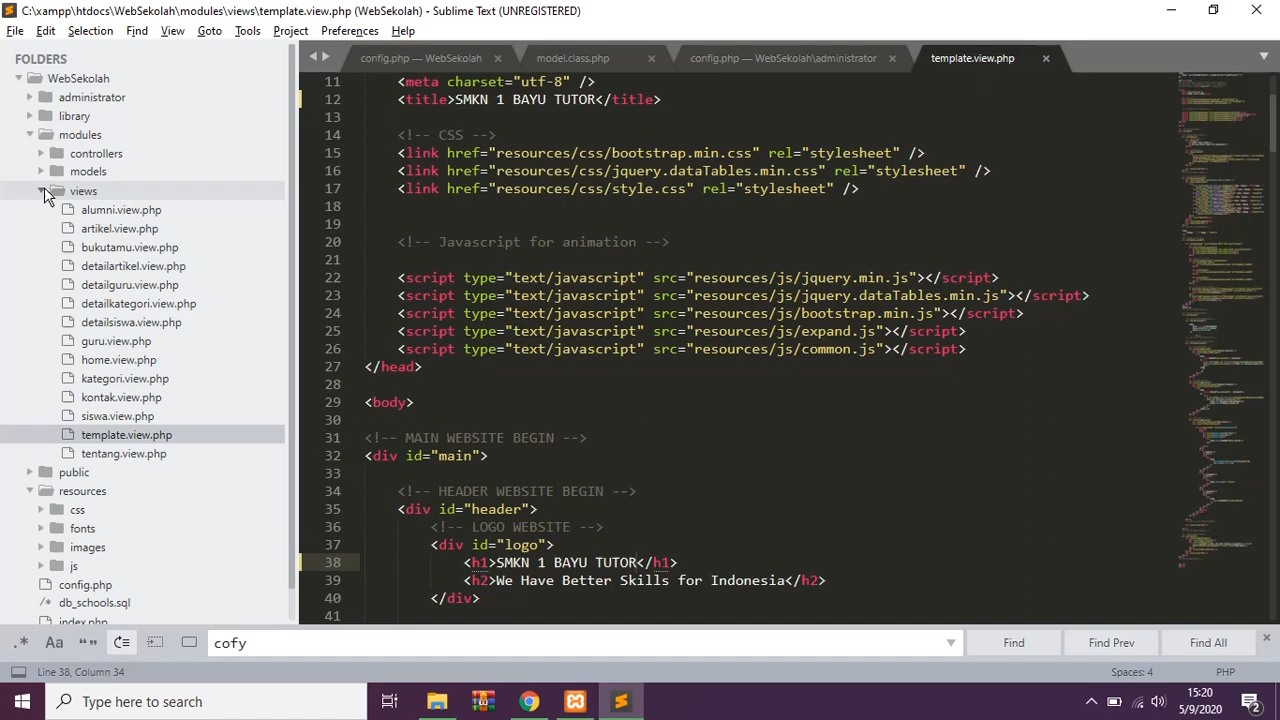 C:\xampp\htdocs\WebSekolah\modules\views\template.view.php (WebSekolah) - Sublime Text (UNREGISTERED)
File Edit Selection Find View Goto Tools Project Preferences Help
FOLDERS
WebSekolah
administrator
library
modules
controllers
models
views
alumni.view.php
artikel.view.php
bukutamu.view.php
detailartikel.view.php
detailguru.view.php
detailkategori.view.php
detailsiswa.view.php
guru.view.php
home.view.php
kategori.view.php
kontak.view.php
siswa.view.php
template.view.php
tentang.view.php
public
resources
css
fonts
images
js
config.php
db_schools.sql
index.php
config.php — WebSekolah
model.class.php
config.php — WebSekolah\administrator
template.view.php
11 <meta charset="utf-8" />
12 <title>SMKN 1 BAYU TUTOR</title>
13
14 <!-- CSS -->
15 <link href="resources/css/bootstrap.min.css" rel="stylesheet" />
16 <link href="resources/css/jquery.dataTables.min.css" rel="stylesheet" />
17 <link href="resources/css/style.css" rel="stylesheet" />
18
19
20 <!-- Javascript for animation -->
21
22 <script type="text/javascript" src="resources/js/jquery.min.js"></script>
23 <script type="text/javascript" src="resources/js/jquery.dataTables.min.js"></script>
24 <script type="text/javascript" src="resources/js/bootstrap.min.js"></script>
25 <script type="text/javascript" src="resources/js/expand.js"></script>
26 <script type="text/javascript" src="resources/js/common.js"></script>
27 </head>
28
29 <body>
30
31 <!-- MAIN WEBSITE BEGIN -->
32 <div id="main">
33
34 <!-- HEADER WEBSITE BEGIN -->
35 <div id="header">
36 <!-- LOGO WEBSITE -->
37 <div id="logo">
38 <h1>SMKN 1 BAYU TUTOR</h1>
39 <h2>We Have Better Skills for Indonesia</h2>
40 </div>
41
.* Aa “” cofy Find Find Prev Find All
Line 38, Column 34 Spaces: 4 PHP
Type here to search
15:20
5/9/2020
2